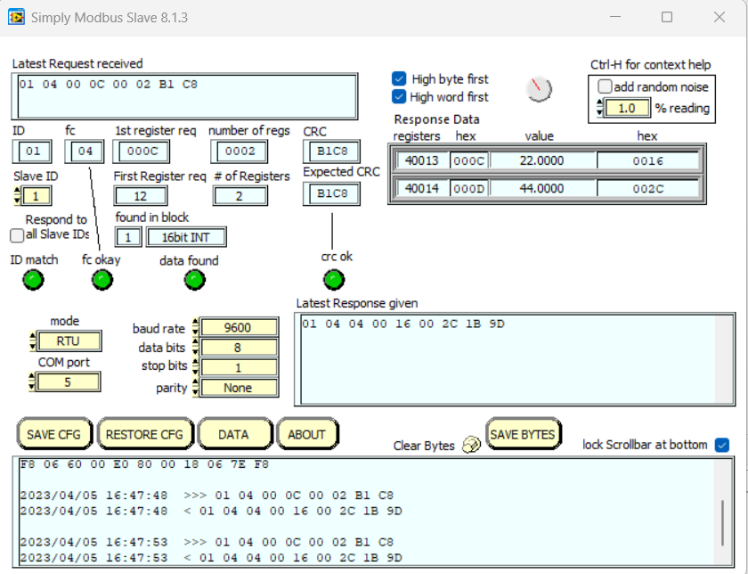 Simply Modbus Slave 8.1.3
Latest Request received
01 04 00 0C 00 02 B1 C8
High byte first
High word first
Ctrl-H for context help
add random noise
1.0 % reading
ID fc 1st register req number of regs CRC
01 04 000C 0002 B1C8
Response Data
registers hex value hex
40013 000C 22.0000 0016
40014 000D 44.0000 002C
Slave ID First Register req # of Registers Expected CRC
1 12 2 B1C8
Respond to
all Slave IDs
found in block
1 16bit INT
ID match fc okay data found crc ok
Latest Response given
01 04 04 00 16 00 2C 1B 9D
mode
RTU
COM port
5
baud rate 9600
data bits 8
stop bits 1
parity None
SAVE CFG RESTORE CFG DATA ABOUT
Clear Bytes SAVE BYTES lock Scrollbar at bottom
F8 06 60 00 E0 80 00 18 06 7E F8
2023/04/05 16:47:48 >>> 01 04 00 0C 00 02 B1 C8
2023/04/05 16:47:48 < 01 04 04 00 16 00 2C 1B 9D
2023/04/05 16:47:53 >>> 01 04 00 0C 00 02 B1 C8
2023/04/05 16:47:53 < 01 04 04 00 16 00 2C 1B 9D